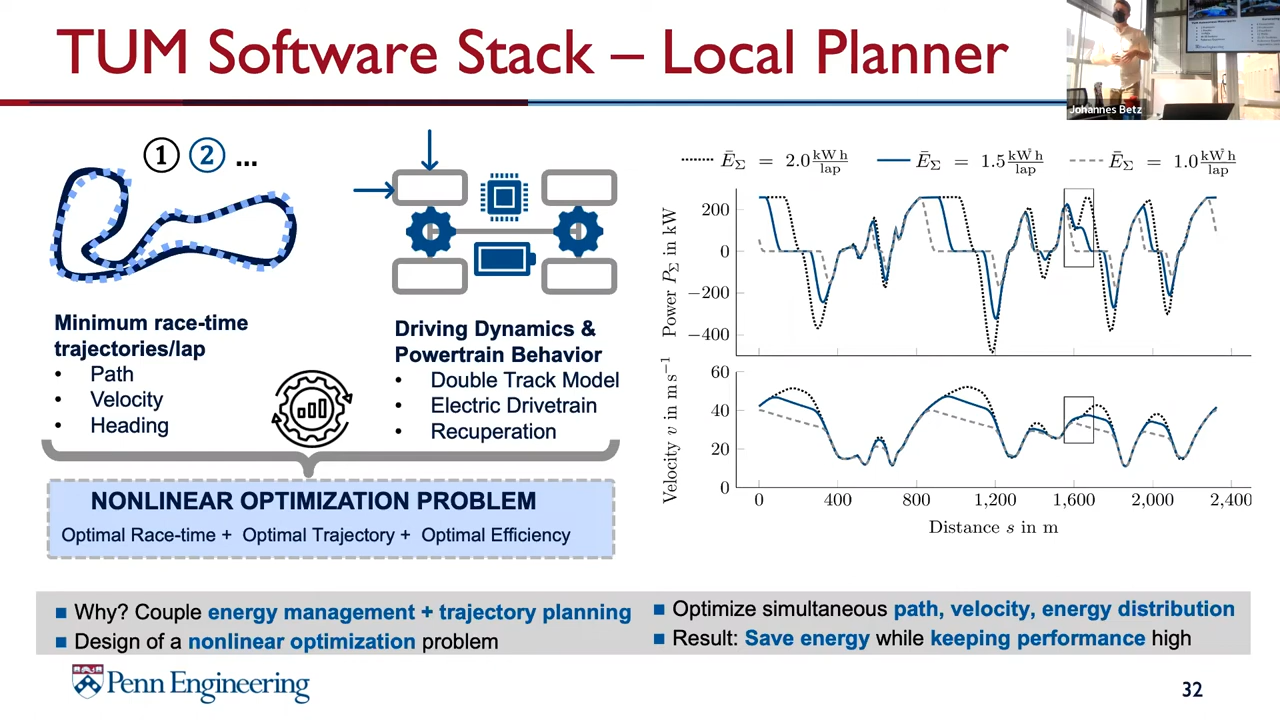 TUM Software Stack – Local Planner
Johannes Betz
① ② ...
Minimum race-time
trajectories/lap
• Path
• Velocity
• Heading
Driving Dynamics &
Powertrain Behavior
• Double Track Model
• Electric Drivetrain
• Recuperation
NONLINEAR OPTIMIZATION PROBLEM
Optimal Race-time + Optimal Trajectory + Optimal Efficiency
ĒΣ = 2.0 kW h/lap ĒΣ = 1.5 kW h/lap ĒΣ = 1.0 kW h/lap
Power PΣ in kW
200
0
−200
−400
Velocity v in m s⁻¹
60
40
20
0
0 400 800 1,200 1,600 2,000 2,400
Distance s in m
■ Why? Couple energy management + trajectory planning
■ Design of a nonlinear optimization problem
■ Optimize simultaneous path, velocity, energy distribution
■ Result: Save energy while keeping performance high
Penn Engineering
32